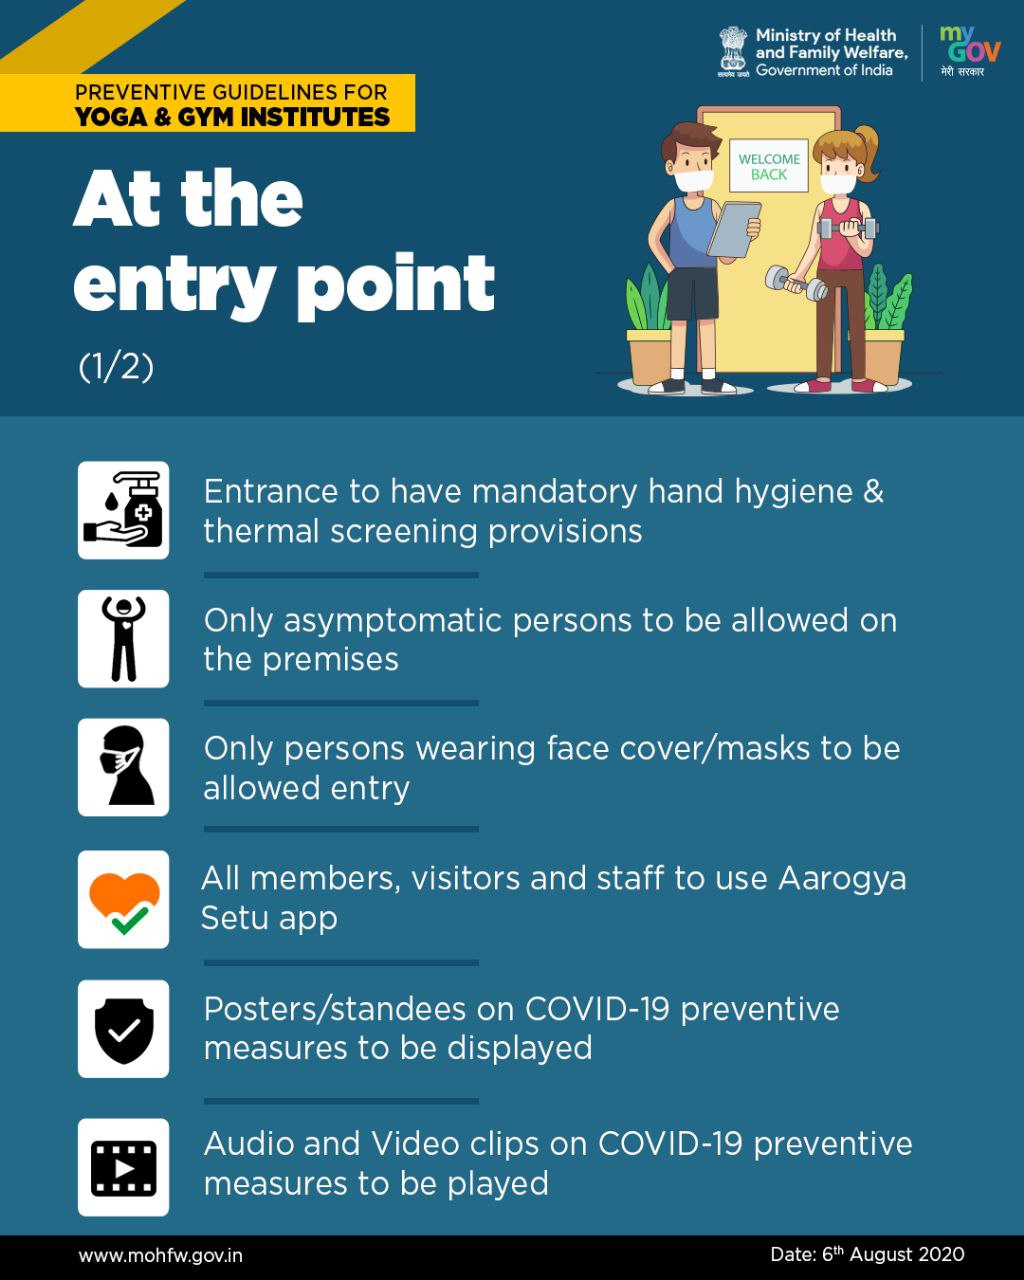 Ministry of Health
and Family Welfare,
Government of India
सत्यमेव जयते
my
GOV
मेरी सरकार
PREVENTIVE GUIDELINES FOR
YOGA & GYM INSTITUTES
At the
entry point
(1/2)
WELCOME
BACK
Entrance to have mandatory hand hygiene &
thermal screening provisions
Only asymptomatic persons to be allowed on
the premises
Only persons wearing face cover/masks to be
allowed entry
All members, visitors and staff to use Aarogya
Setu app
Posters/standees on COVID-19 preventive
measures to be displayed
Audio and Video clips on COVID-19 preventive
measures to be played
www.mohfw.gov.in
Date: 6th August 2020